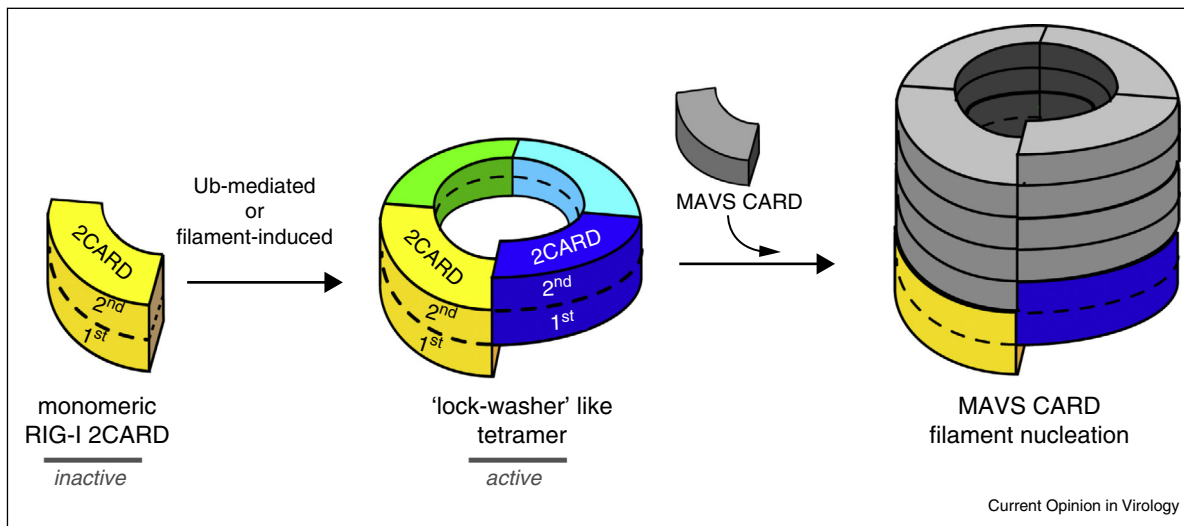 2CARD
2nd
1st
monomeric
RIG-I 2CARD
inactive
Ub-mediated
or
filament-induced
2CARD
2nd
1st
2CARD
2nd
1st
'lock-washer' like
tetramer
active
MAVS CARD
MAVS CARD
filament nucleation
Current Opinion in Virology